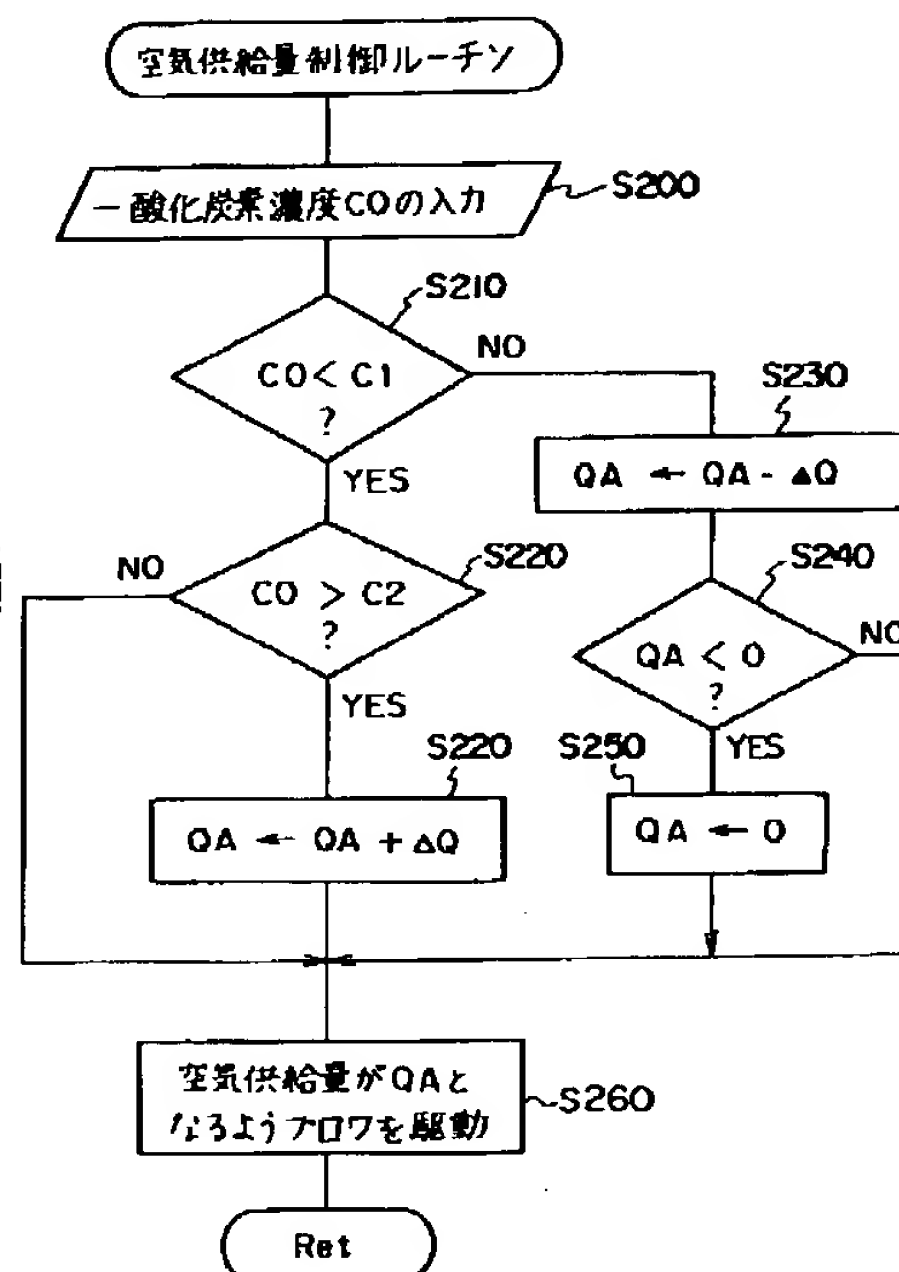 空気供給量制御ルーチン
一酸化炭素濃度COの入力
S200
S210
CO < C1
?
NO
YES
S230
QA ← QA - ΔQ
S220
CO > C2
?
NO
YES
S240
QA < 0
?
NO
YES
S220
QA ← QA + ΔQ
S250
QA ← 0
空気供給量がQAと
なるようブロワを駆動
S260
Ret